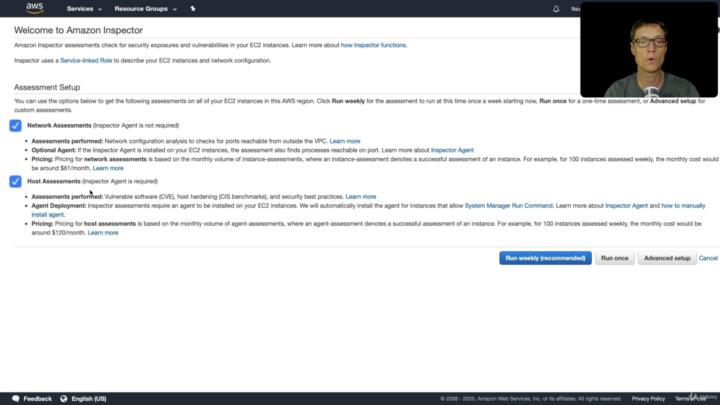 aws
Services
Resource Groups
Welcome to Amazon Inspector
Amazon Inspector assessments check for security exposures and vulnerabilities in your EC2 instances. Learn more about how Inspector functions.
Inspector uses a Service-linked Role to describe your EC2 instances and network configuration.
Assessment Setup
You can use the options below to get the following assessments on all of your EC2 instances in this AWS region. Click Run weekly for the assessment to run at this time once a week starting now, Run once for a one-time assessment, or Advanced setup for
custom assessments.
Network Assessments (Inspector Agent is not required)
• Assessments performed: Network configuration analysis to checks for ports reachable from outside the VPC. Learn more
• Optional Agent: If the Inspector Agent is installed on your EC2 instances, the assessment also finds processes reachable on port. Learn more about Inspector Agent
• Pricing: Pricing for network assessments is based on the monthly volume of instance-assessments, where an instance-assessment denotes a successful assessment of an instance. For example, for 100 instances assessed weekly, the monthly cost would
be around $61/month. Learn more
Host Assessments (Inspector Agent is required)
• Assessments performed: Vulnerable software (CVE), host hardening (CIS benchmarks), and security best practices. Learn more
• Agent Deployment: Inspector assessments require an agent to be installed on your EC2 instances. We will automatically install the agent for instances that allow System Manager Run Command. Learn more about Inspector Agent and how to manually
install agent.
• Pricing: Pricing for host assessments is based on the monthly volume of agent-assessments, where an agent-assessment denotes a successful assessment of an instance. For example, for 100 instances assessed weekly, the monthly cost would be
around $120/month. Learn more
Run weekly (recommended)
Run once
Advanced setup
Cancel
Feedback
English (US)
© 2008 - 2020, Amazon Web Services, Inc. or its affiliates. All rights reserved.
Privacy Policy
Terms of Use
Udemy